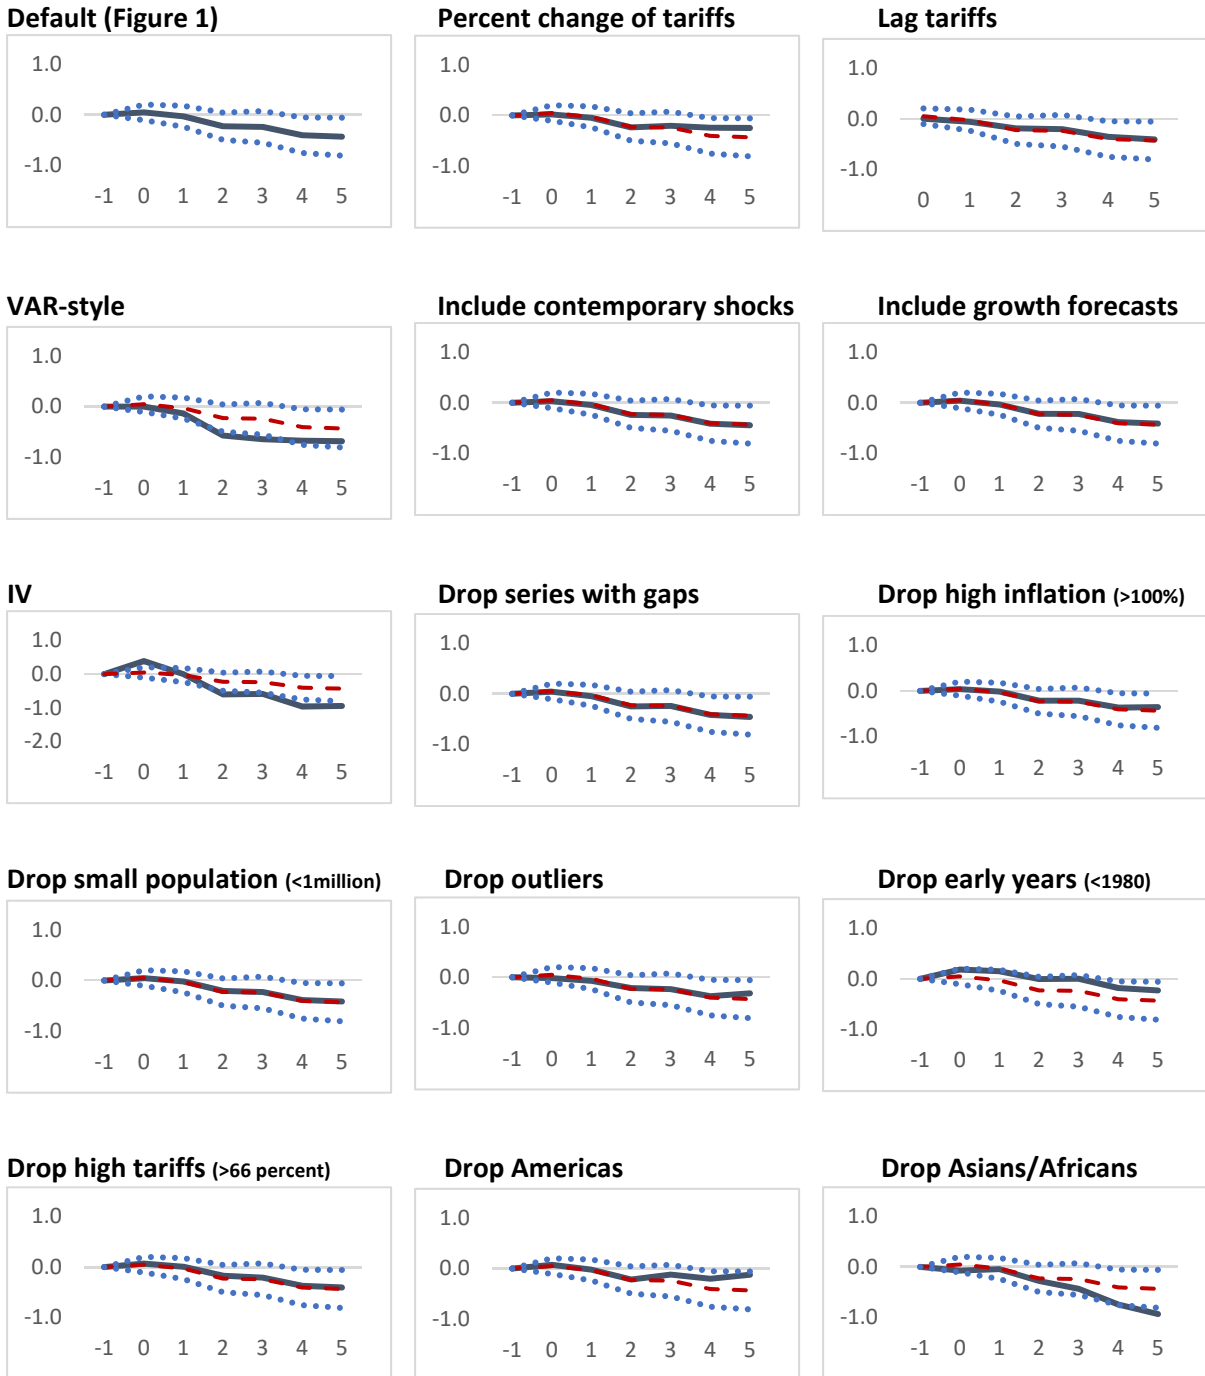 Default (Figure 1)
1.0
0.0
-1.0
-1 0 1 2 3 4 5
Percent change of tariffs
1.0
0.0
-1.0
-1 0 1 2 3 4 5
Lag tariffs
1.0
0.0
-1.0
0 1 2 3 4 5
VAR-style
1.0
0.0
-1.0
-1 0 1 2 3 4 5
Include contemporary shocks
1.0
0.0
-1.0
-1 0 1 2 3 4 5
Include growth forecasts
1.0
0.0
-1.0
-1 0 1 2 3 4 5
IV
1.0
0.0
-1.0
-2.0
-1 0 1 2 3 4 5
Drop series with gaps
1.0
0.0
-1.0
-1 0 1 2 3 4 5
Drop high inflation (>100%)
1.0
0.0
-1.0
-1 0 1 2 3 4 5
Drop small population (<1million)
1.0
0.0
-1.0
-1 0 1 2 3 4 5
Drop outliers
1.0
0.0
-1.0
-1 0 1 2 3 4 5
Drop early years (<1980)
1.0
0.0
-1.0
-1 0 1 2 3 4 5
Drop high tariffs (>66 percent)
1.0
0.0
-1.0
-1 0 1 2 3 4 5
Drop Americas
1.0
0.0
-1.0
-1 0 1 2 3 4 5
Drop Asians/Africans
1.0
0.0
-1.0
-1 0 1 2 3 4 5